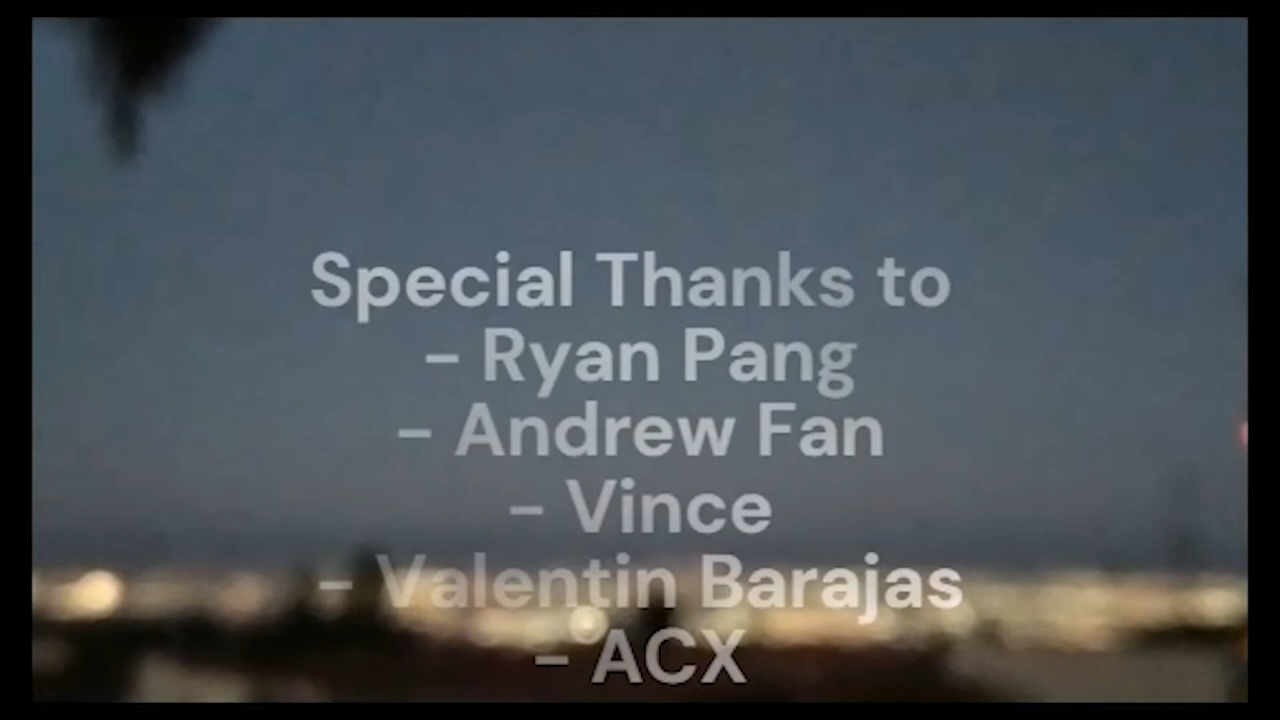 Special Thanks to
- Ryan Pang
- Andrew Fan
- Vince
- Valentin Barajas
- ACX